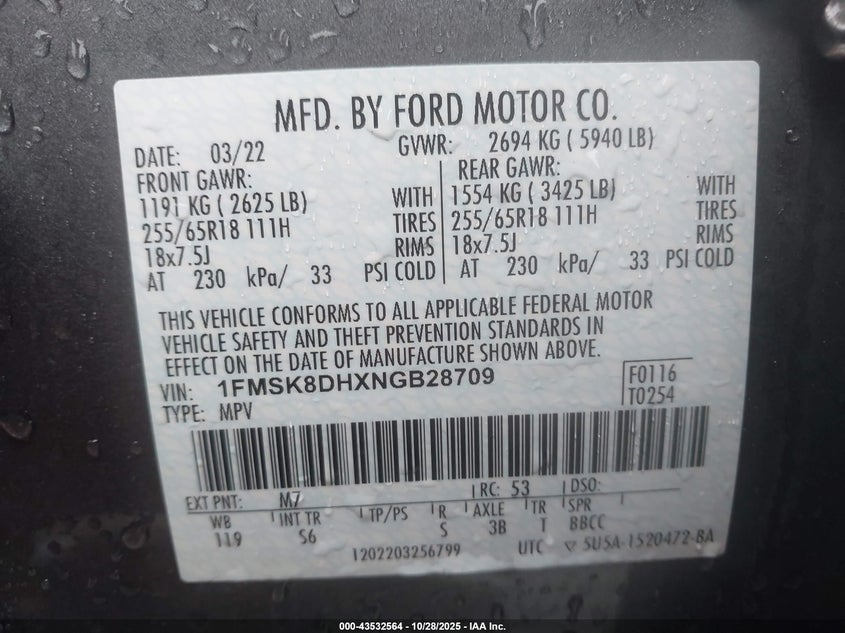 MFD. BY FORD MOTOR CO.
DATE: 03/22 GVWR: 2694 KG ( 5940 LB)
FRONT GAWR: REAR GAWR:
1191 KG ( 2625 LB) WITH 1554 KG ( 3425 LB) WITH
255/65R18 111H TIRES 255/65R18 111H TIRES
18x7.5J RIMS 18x7.5J RIMS
AT 230 kPa/ 33 PSI COLD AT 230 kPa/ 33 PSI COLD
THIS VEHICLE CONFORMS TO ALL APPLICABLE FEDERAL MOTOR
VEHICLE SAFETY AND THEFT PREVENTION STANDARDS IN
EFFECT ON THE DATE OF MANUFACTURE SHOWN ABOVE.
VIN: 1FMSK8DHXNGB28709 F0116
TYPE: MPV T0254
EXT PNT: M7 RC: 53 DSO:
WB INT TR TP/PS R AXLE TR SPR
119 S6 S 3B T BBCC
1202203256799 UTC ▽ 5U5A-1520472-BA
000-43532564 | 10/28/2025 - IAA Inc.